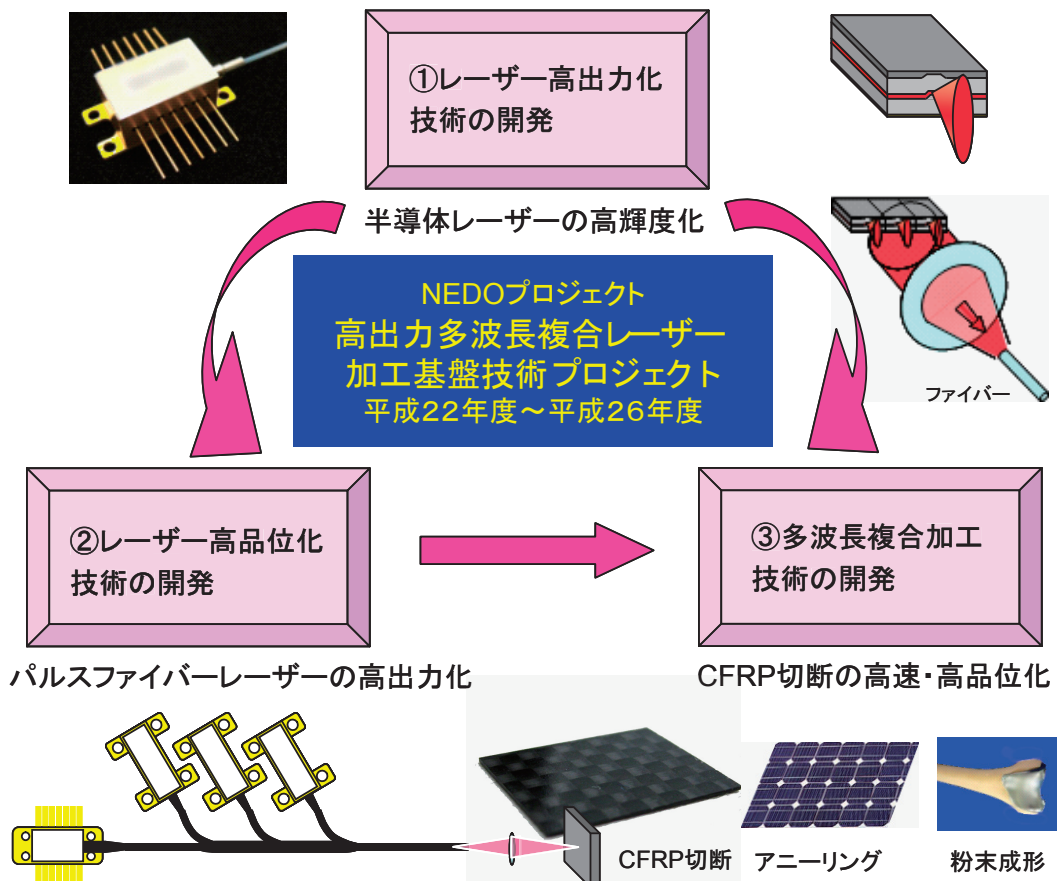 ①レーザー高出力化
技術の開発
半導体レーザーの高輝度化
NEDOプロジェクト
高出力多波長複合レーザー
加工基盤技術プロジェクト
平成22年度～平成26年度
ファイバー
②レーザー高品位化
技術の開発
③多波長複合加工
技術の開発
パルスファイバーレーザーの高出力化
CFRP切断の高速・高品位化
CFRP切断
アニーリング
粉末成形